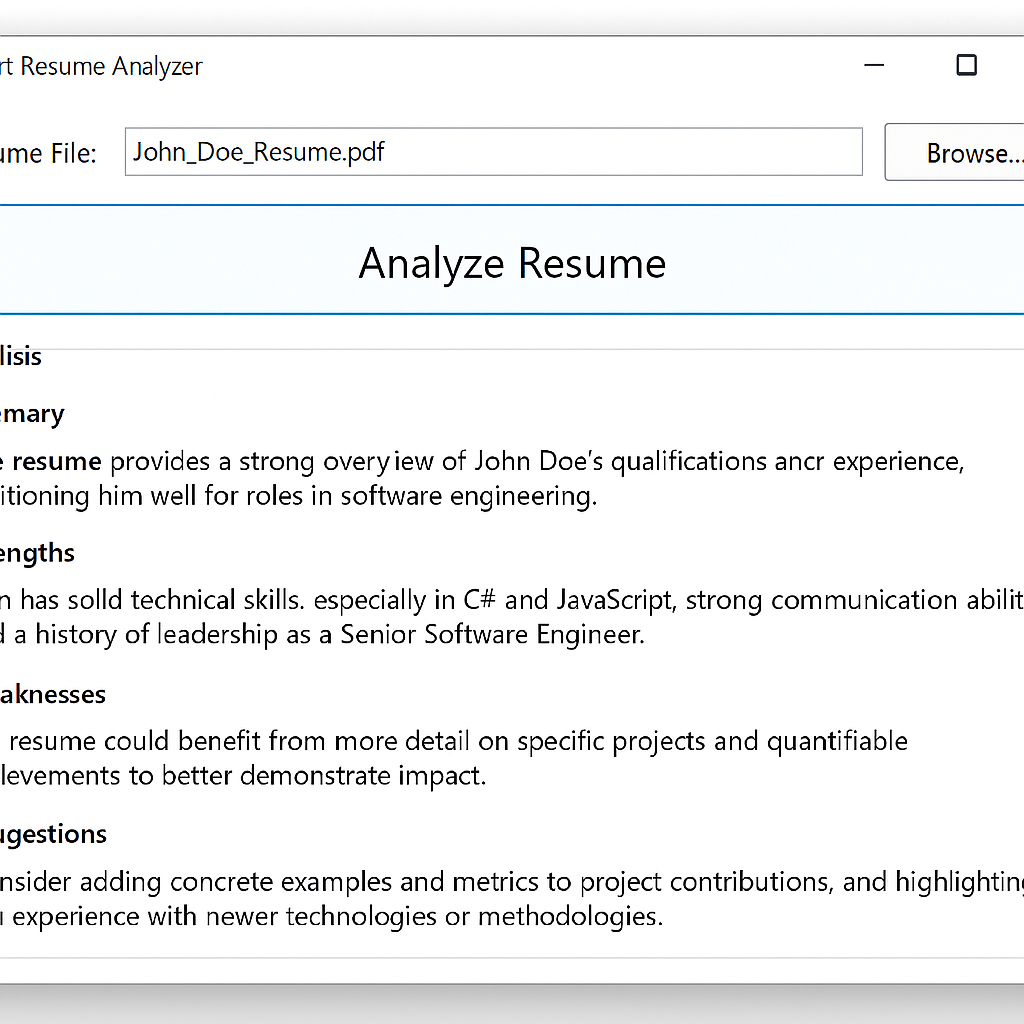 rt Resume Analyzer
ume File: John_Doe_Resume.pdf Browse...
Analyze Resume
lisis
emary
e resume provides a strong overyiew of John Doe's qualifications ancr experience,
itioning him well for roles in software engineering.
engths
n has solld technical skills. especially in C# and JavaScript, strong communication abilit
d a history of leadership as a Senior Software Engineer.
aknesses
resume could benefit from more detail on specific projects and quantifiable
levements to better demonstrate impact.
ugestions
nsider adding concrete examples and metrics to project contributions, and highlighting
experience with newer technologies or methodologies.